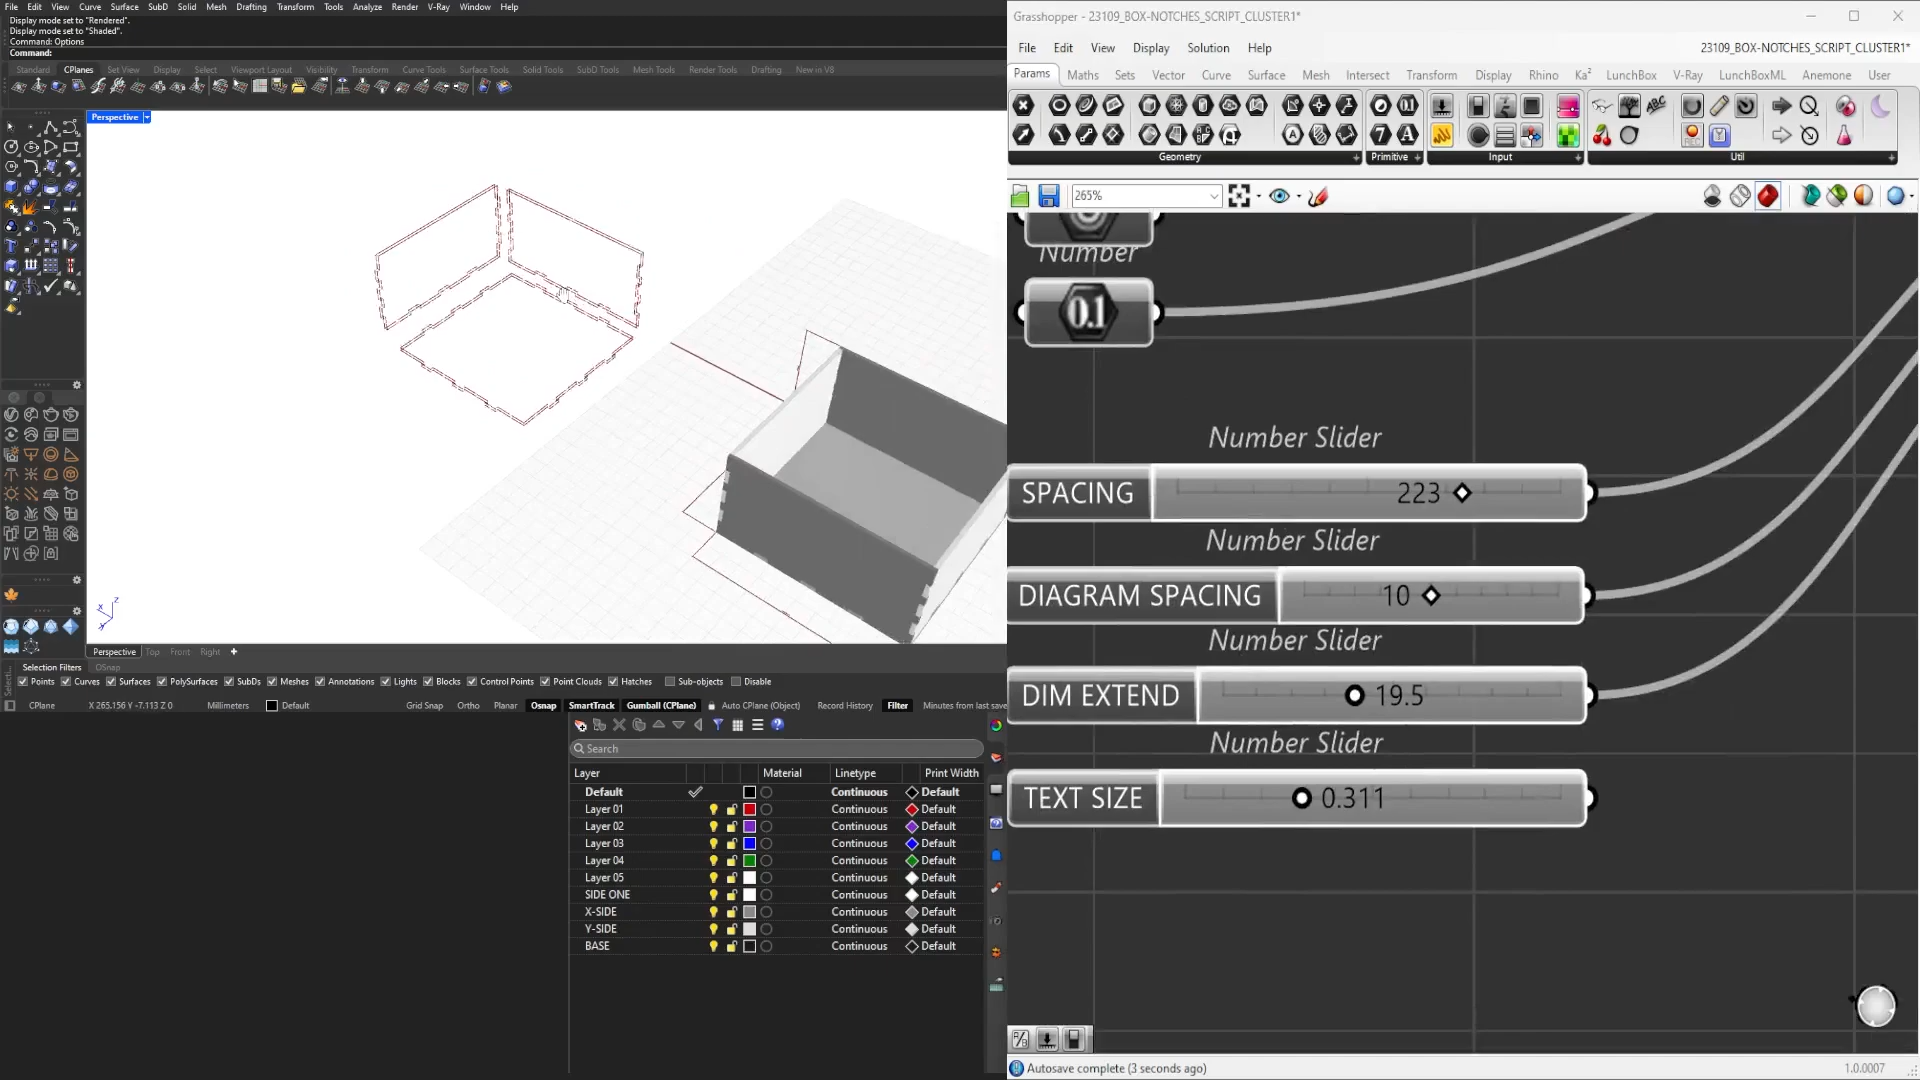 File Edit View Curve Surface SubD Solid Mesh Drafting Transform Tools Analyze Render V-Ray Window Help
Display mode set to "Rendered".
Display mode set to "Shaded".
Command: Options
Command:
Standard CPlanes Set View Display Select Viewport Layout Visibility Transform Curve Tools Surface Tools Solid Tools SubD Tools Mesh Tools Render Tools Drafting New in V8
Perspective
z
x
y
Perspective Top Front Right
Selection Filters OSnap
Points Curves Surfaces PolySurfaces SubDs Meshes Annotations Lights Blocks Control Points Point Clouds Hatches Sub-objects Disable
CPlane X 265.156 Y -7.113 Z 0 Millimeters Default Grid Snap Ortho Planar Osnap SmartTrack Gumball (CPlane) Auto CPlane (Object) Record History Filter Minutes from last save
Search
Layer Material Linetype Print Width
Default Continuous Default
Layer 01 Continuous Default
Layer 02 Continuous Default
Layer 03 Continuous Default
Layer 04 Continuous Default
Layer 05 Continuous Default
SIDE ONE Continuous Default
X-SIDE Continuous Default
Y-SIDE Continuous Default
BASE Continuous Default
Grasshopper - 23109_BOX-NOTCHES_SCRIPT_CLUSTER1*
File Edit View Display Solution Help
23109_BOX-NOTCHES_SCRIPT_CLUSTER1*
Params Maths Sets Vector Curve Surface Mesh Intersect Transform Display Rhino Ka² LunchBox V-Ray LunchBoxML Anemone User
Geometry Primitive Input Util
265%
Number
0.1
Number Slider
SPACING 223
Number Slider
DIAGRAM SPACING 10
Number Slider
DIM EXTEND 19.5
Number Slider
TEXT SIZE 0.311
Autosave complete (3 seconds ago)
1.0.0007